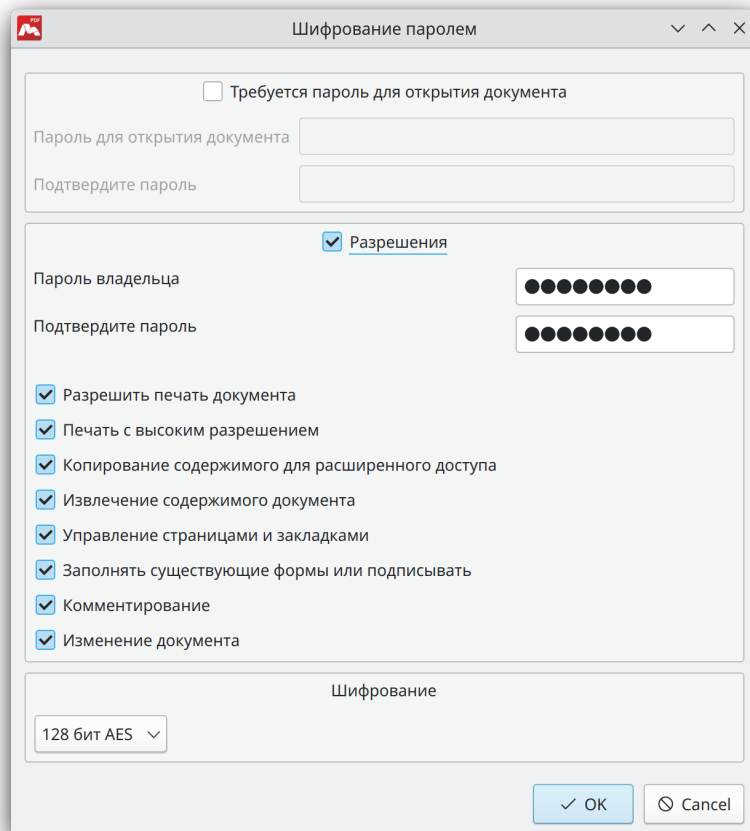 PDF
Шифрование паролем
Требуется пароль для открытия документа
Пароль для открытия документа
Подтвердите пароль
Разрешения
Пароль владельца
Подтвердите пароль
Разрешить печать документа
Печать с высоким разрешением
Копирование содержимого для расширенного доступа
Извлечение содержимого документа
Управление страницами и закладками
Заполнять существующие формы или подписывать
Комментирование
Изменение документа
Шифрование
128 бит AES
OK Cancel